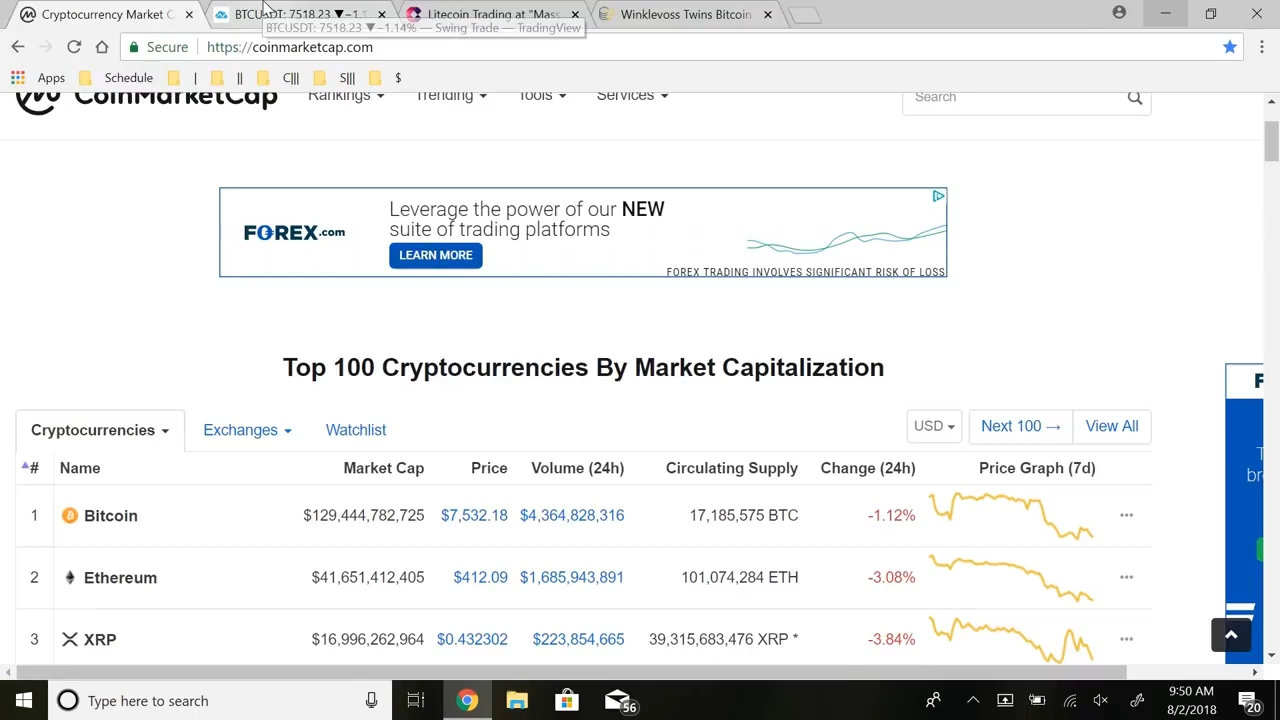 Cryptocurrency Market C
BTCUSDT: 7518.23 ▼−1.1
Litecoin Trading at "Mass
Winklevoss Twins Bitcoin
BTCUSDT: 7518.23 ▼−1.14% — Swing Trade — TradingView
Secure
https://coinmarketcap.com
Apps
Schedule
|
||
C|||
S|||
$
CoinMarketCap
Rankings
Trending
Tools
Services
Search
FOREX.com
Leverage the power of our NEW
suite of trading platforms
LEARN MORE
FOREX TRADING INVOLVES SIGNIFICANT RISK OF LOSS
Top 100 Cryptocurrencies By Market Capitalization
Cryptocurrencies
Exchanges
Watchlist
USD
Next 100 →
View All
# Name Market Cap Price Volume (24h) Circulating Supply Change (24h) Price Graph (7d)
1 Bitcoin $129,444,782,725 $7,532.18 $4,364,828,316 17,185,575 BTC -1.12%
2 Ethereum $41,651,412,405 $412.09 $1,685,943,891 101,074,284 ETH -3.08%
3 XRP $16,996,262,964 $0.432302 $223,854,665 39,315,683,476 XRP * -3.84%
Type here to search
56
9:50 AM
8/2/2018
20